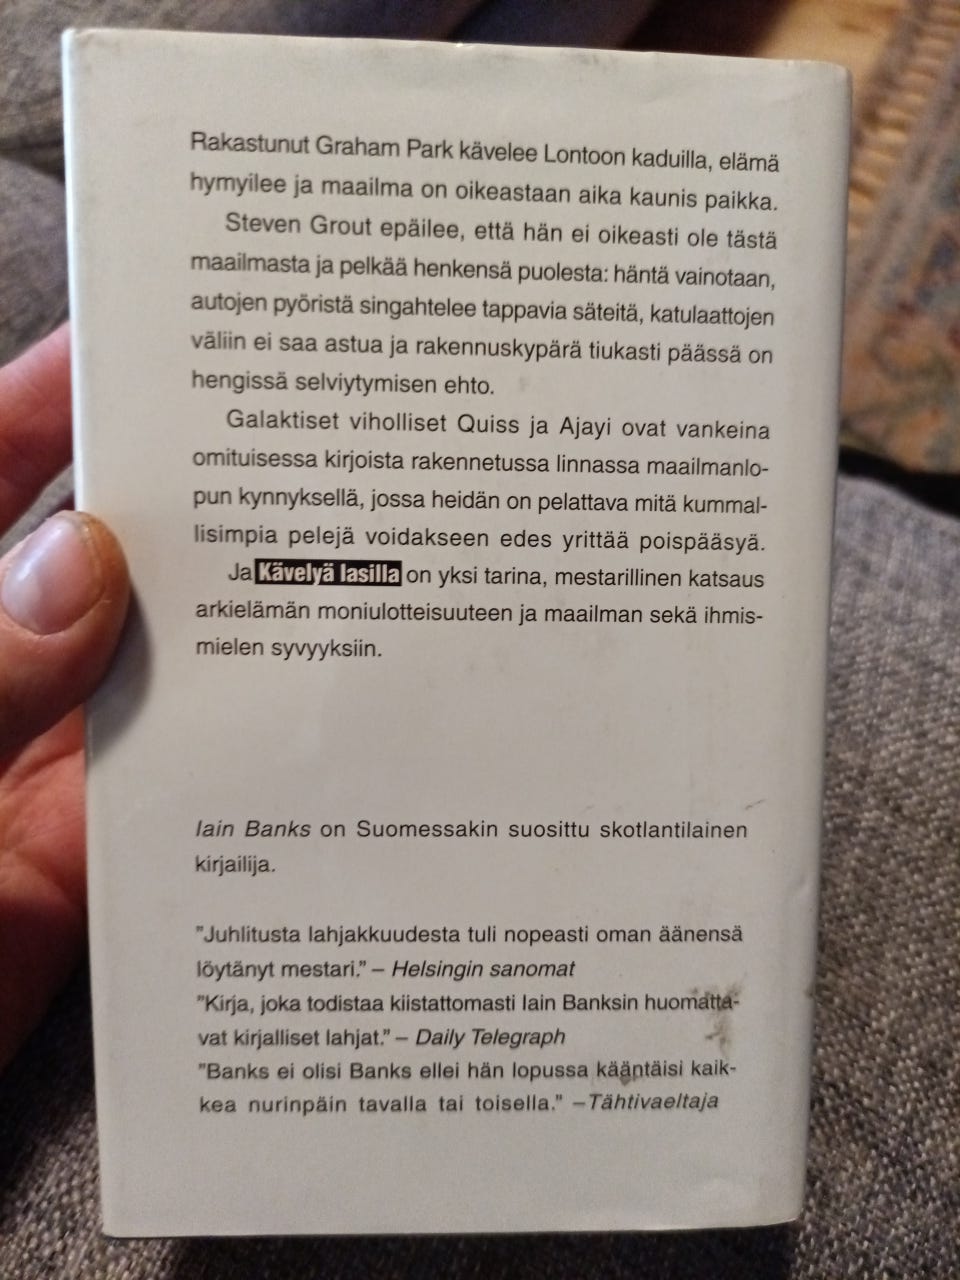 Rakastunut Graham Park kävelee Lontoon kaduilla, elämä
hymyilee ja maailma on oikeastaan aika kaunis paikka.
Steven Grout epäilee, että hän ei oikeasti ole tästä
maailmasta ja pelkää henkensä puolesta: häntä vainotaan,
autojen pyöristä singahtelee tappavia säteitä, katulaattojen
väliin ei saa astua ja rakennuskypärä tiukasti päässä on
hengissä selviytymisen ehto.
Galaktiset viholliset Quiss ja Ajayi ovat vankeina
omituisessa kirjoista rakennetussa linnassa maailmanlo-
pun kynnyksellä, jossa heidän on pelattava mitä kummal-
lisimpia pelejä voidakseen edes yrittää poispääsyä.
Ja Kävelyä lasilla on yksi tarina, mestarillinen katsaus
arkielämän moniulotteisuuteen ja maailman sekä ihmis-
mielen syvyyksiin.
Iain Banks on Suomessakin suosittu skotlantilainen
kirjailija.
"Juhlitusta lahjakkuudesta tuli nopeasti oman äänensä
löytänyt mestari." – Helsingin sanomat
"Kirja, joka todistaa kiistattomasti Iain Banksin huomatta-
vat kirjalliset lahjat." – Daily Telegraph
"Banks ei olisi Banks ellei hän lopussa kääntäisi kaik-
kea nurinpäin tavalla tai toisella." –Tähtivaeltaja